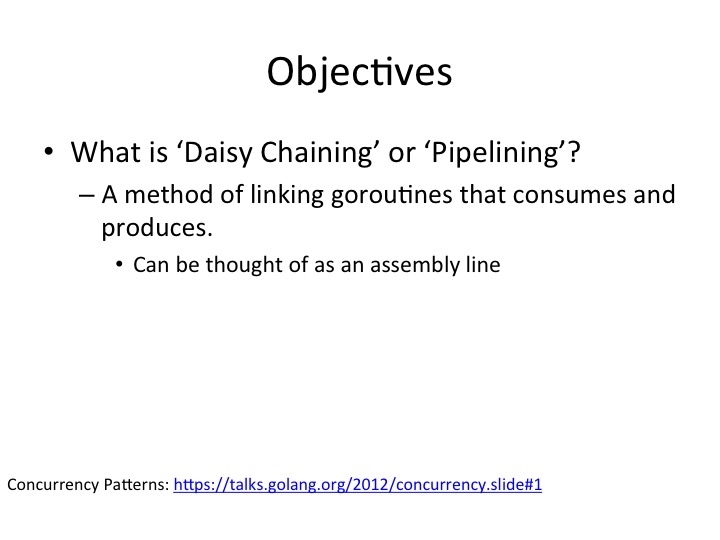 Objectives
• What is ‘Daisy Chaining’ or ‘Pipelining’?
– A method of linking goroutines that consumes and
produces.
• Can be thought of as an assembly line
Concurrency Patterns: https://talks.golang.org/2012/concurrency.slide#1